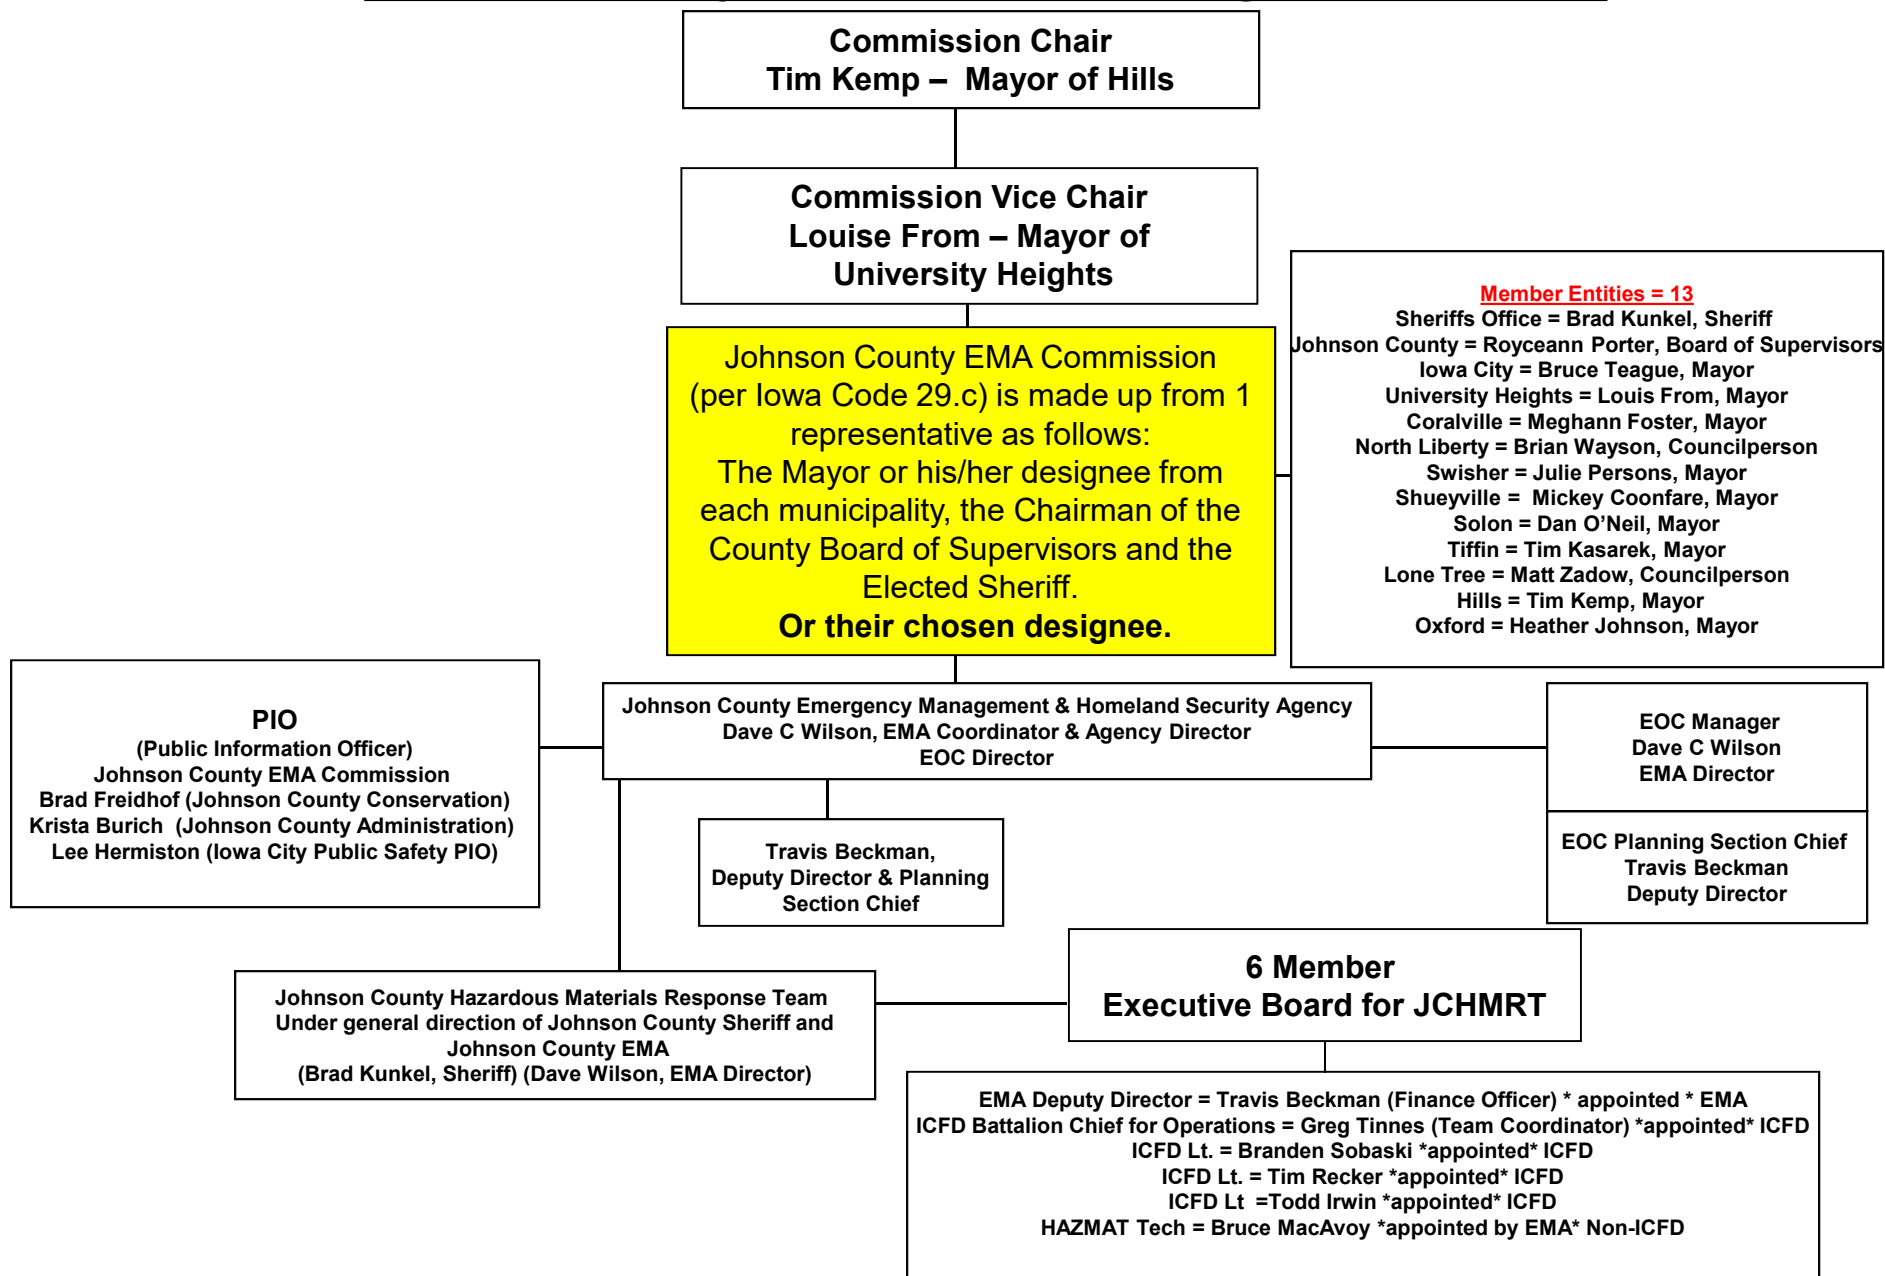 Commission Chair
Tim Kemp – Mayor of Hills
Commission Vice Chair
Louise From – Mayor of
University Heights
Member Entities = 13
Sheriffs Office = Brad Kunkel, Sheriff
Johnson County = Royceann Porter, Board of Supervisors
Iowa City = Bruce Teague, Mayor
University Heights = Louis From, Mayor
Coralville = Meghann Foster, Mayor
North Liberty = Brian Wayson, Councilperson
Swisher = Julie Persons, Mayor
Shueyville = Mickey Coonfare, Mayor
Solon = Dan O’Neil, Mayor
Tiffin = Tim Kasarek, Mayor
Lone Tree = Matt Zadow, Councilperson
Hills = Tim Kemp, Mayor
Oxford = Heather Johnson, Mayor
Johnson County EMA Commission
(per Iowa Code 29.c) is made up from 1
representative as follows:
The Mayor or his/her designee from
each municipality, the Chairman of the
County Board of Supervisors and the
Elected Sheriff.
Or their chosen designee.
PIO
(Public Information Officer)
Johnson County EMA Commission
Brad Freidhof (Johnson County Conservation)
Krista Burich (Johnson County Administration)
Lee Hermiston (Iowa City Public Safety PIO)
Johnson County Emergency Management & Homeland Security Agency
Dave C Wilson, EMA Coordinator & Agency Director
EOC Director
EOC Manager
Dave C Wilson
EMA Director
EOC Planning Section Chief
Travis Beckman
Deputy Director
Travis Beckman,
Deputy Director & Planning
Section Chief
Johnson County Hazardous Materials Response Team
Under general direction of Johnson County Sheriff and
Johnson County EMA
(Brad Kunkel, Sheriff) (Dave Wilson, EMA Director)
6 Member
Executive Board for JCHMRT
EMA Deputy Director = Travis Beckman (Finance Officer) * appointed * EMA
ICFD Battalion Chief for Operations = Greg Tinnes (Team Coordinator) *appointed* ICFD
ICFD Lt. = Branden Sobaski *appointed* ICFD
ICFD Lt. = Tim Recker *appointed* ICFD
ICFD Lt =Todd Irwin *appointed* ICFD
HAZMAT Tech = Bruce MacAvoy *appointed by EMA* Non-ICFD